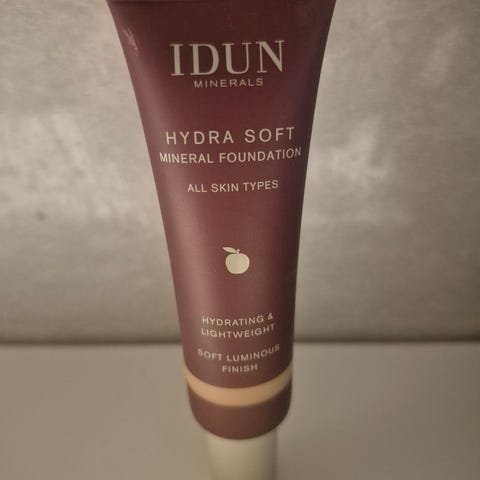 IDUN
MINERALS
HYDRA SOFT
MINERAL FOUNDATION
ALL SKIN TYPES
HYDRATING &
LIGHTWEIGHT
SOFT LUMINOUS
FINISH